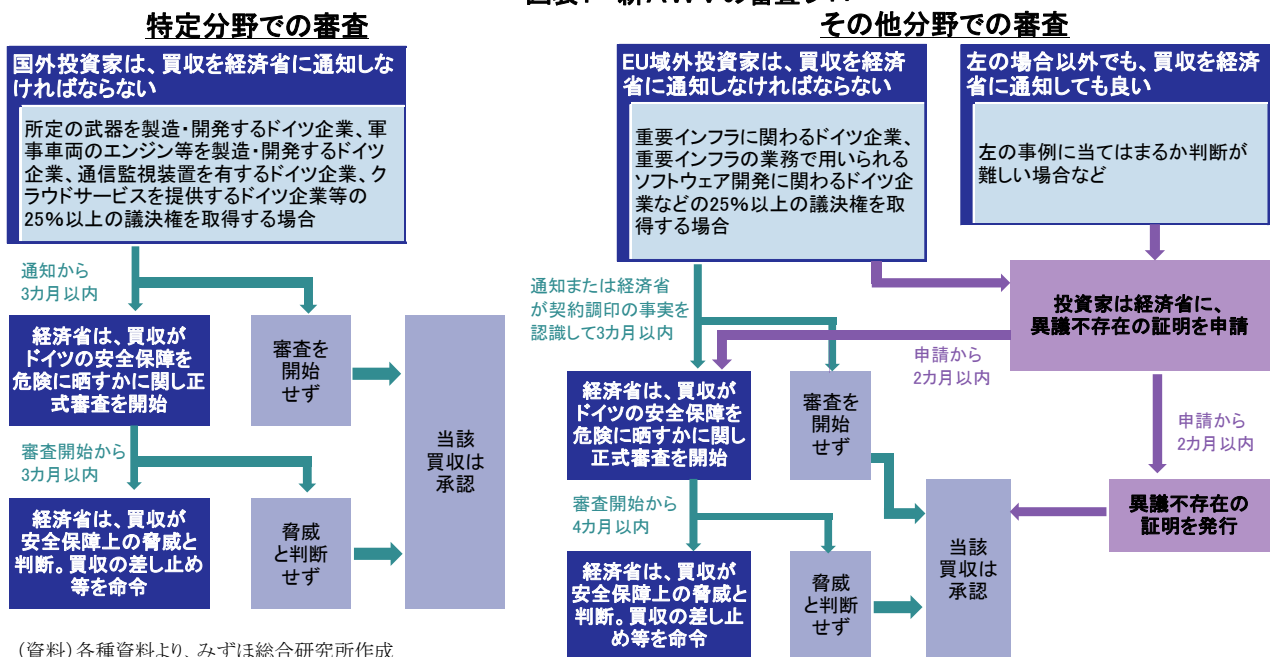 特定分野での審査
国外投資家は、買収を経済省に通知しな
ければならない
所定の武器を製造・開発するドイツ企業、軍
事車両のエンジン等を製造・開発するドイツ
企業、通信監視装置を有するドイツ企業、ク
ラウドサービスを提供するドイツ企業等の
25%以上の議決権を取得する場合
通知から
3カ月以内
経済省は、買収が
ドイツの安全保障を
危険に晒すかに関し正
式審査を開始
審査を
開始
せず
審査開始から
3カ月以内
経済省は、買収が
安全保障上の脅威と
判断。買収の差し止め
等を命令
脅威
と判断
せず
当該
買収は
承認
その他分野での審査
EU域外投資家は、買収を経済
省に通知しなければならない
重要インフラに関わるドイツ企業、
重要インフラの業務で用いられる
ソフトウェア開発に関わるドイツ企
業などの25%以上の議決権を取
得する場合
左の場合以外でも、買収を経済
省に通知しても良い
左の事例に当てはまるか判断が
難しい場合など
通知または経済省
が契約調印の事実を
認識して3カ月以内
投資家は経済省に、
異議不存在の証明を申請
申請から
2カ月以内
経済省は、買収が
ドイツの安全保障を
危険に晒すかに関し
正式審査を開始
審査を
開始
せず
申請から
2カ月以内
審査開始から
4カ月以内
異議不存在の
証明を発行
経済省は、買収が
安全保障上の脅威と
判断。買収の差し止
め等を命令
脅威
と判断
せず
当該
買収は
承認
(資料)各種資料より、みずほ総合研究所作成